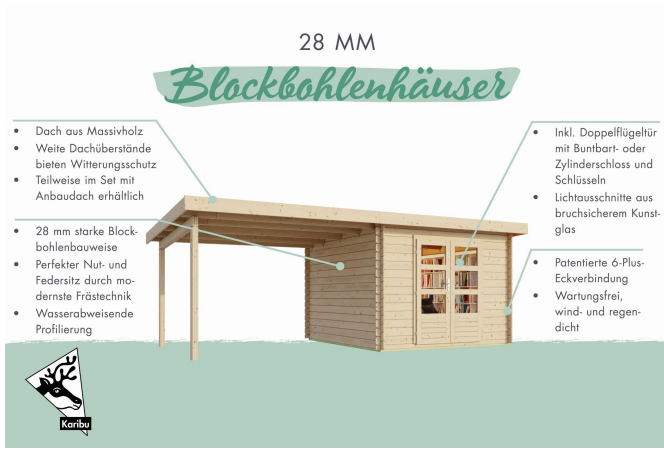 28 MM
Blockbohlenhäuser
• Dach aus Massivholz
• Weite Dachüberstände
bieten Witterungsschutz
• Teilweise im Set mit
Anbaudach erhältlich
• 28 mm starke Block-
bohlenbauweise
• Perfekter Nut- und
Federsitz durch mo-
dernste Frästechnik
• Wasserabweisende
Profilierung
• Inkl. Doppelflügeltür
mit Buntbart- oder
Zylinderschloss und
Schlüsseln
• Lichtausschnitte aus
bruchsicherem Kunst-
glas
• Patentierte 6-Plus-
Eckverbindung
• Wartungsfrei,
wind- und regen-
dicht
Karibu